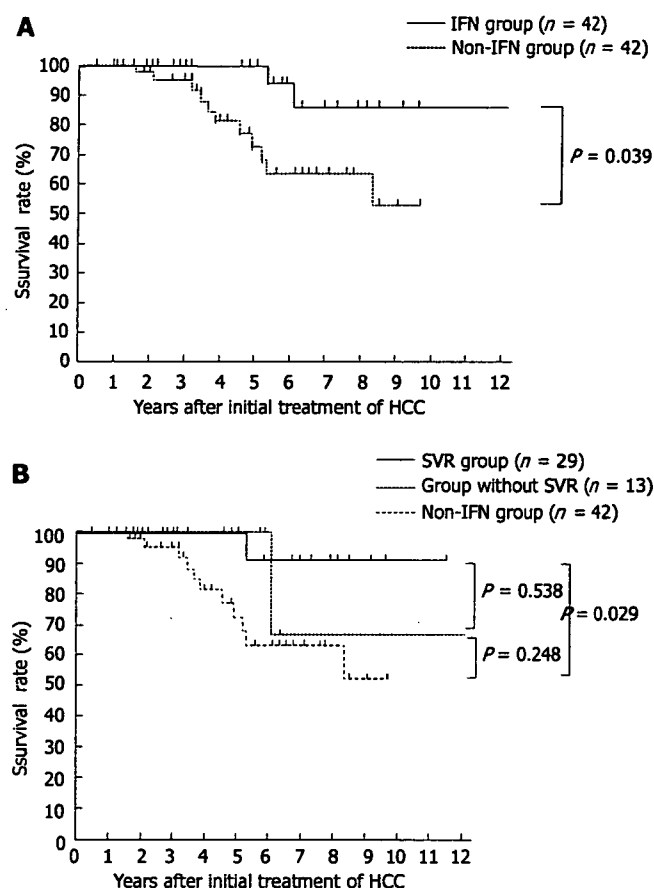 A
IFN group (n = 42)
Non-IFN group (n = 42)
100
90
80
70
60
50
40
30
20
10
0
Ssurvival rate (%)
P = 0.039
0 1 2 3 4 5 6 7 8 9 10 11 12
Years after initial treatment of HCC
B
SVR group (n = 29)
Group without SVR (n = 13)
Non-IFN group (n = 42)
100
90
80
70
60
50
40
30
20
10
0
Ssurvival rate (%)
P = 0.538
P = 0.029
P = 0.248
0 1 2 3 4 5 6 7 8 9 10 11 12
Years after initial treatment of HCC